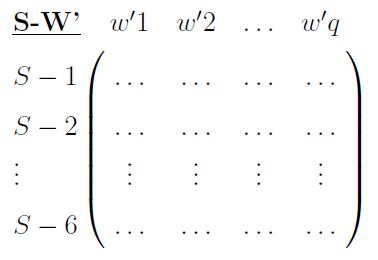 S-W’ w′1 w′2 … w′q
S − 1 … … … …
S − 2 … … … …
⋮ ⋮ ⋮ ⋮ ⋮
S − 6 … … … …